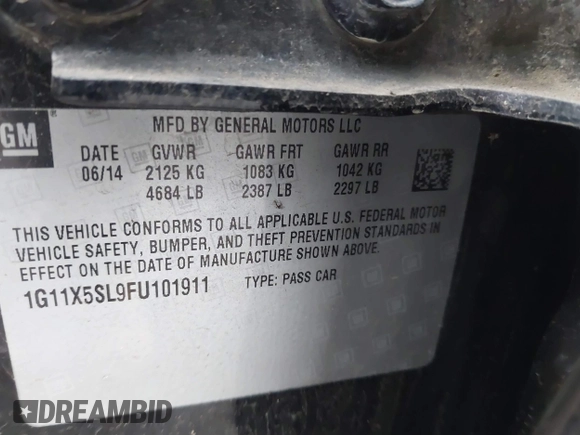 GM
MFD BY GENERAL MOTORS LLC
DATE GVWR GAWR FRT GAWR RR
06/14 2125 KG 1083 KG 1042 KG
4684 LB 2387 LB 2297 LB
THIS VEHICLE CONFORMS TO ALL APPLICABLE U.S. FEDERAL MOTOR
VEHICLE SAFETY, BUMPER, AND THEFT PREVENTION STANDARDS IN
EFFECT ON THE DATE OF MANUFACTURE SHOWN ABOVE.
1G11X5SL9FU101911 TYPE: PASS CAR
DREAMBID